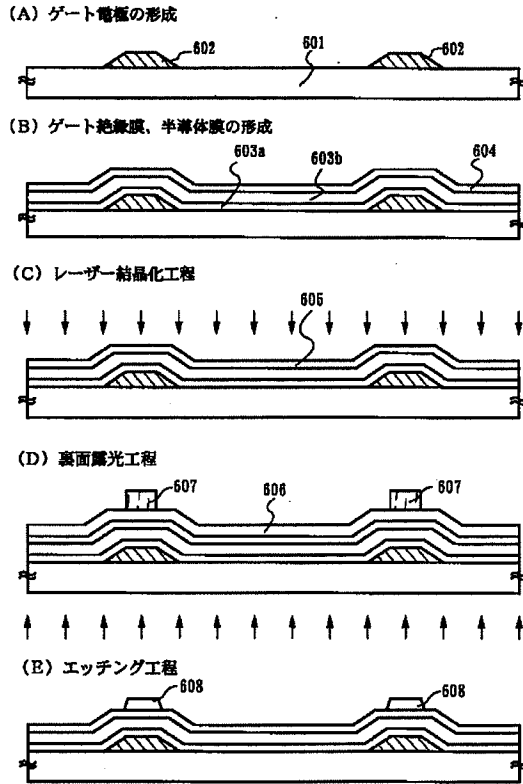 (A) ゲート電極の形成
602
601
602
(B) ゲート絶縁膜、半導体膜の形成
603a
603b
604
(C) レーザー結晶化工程
605
(D) 裏面露光工程
607
606
607
(E) エッチング工程
608
608